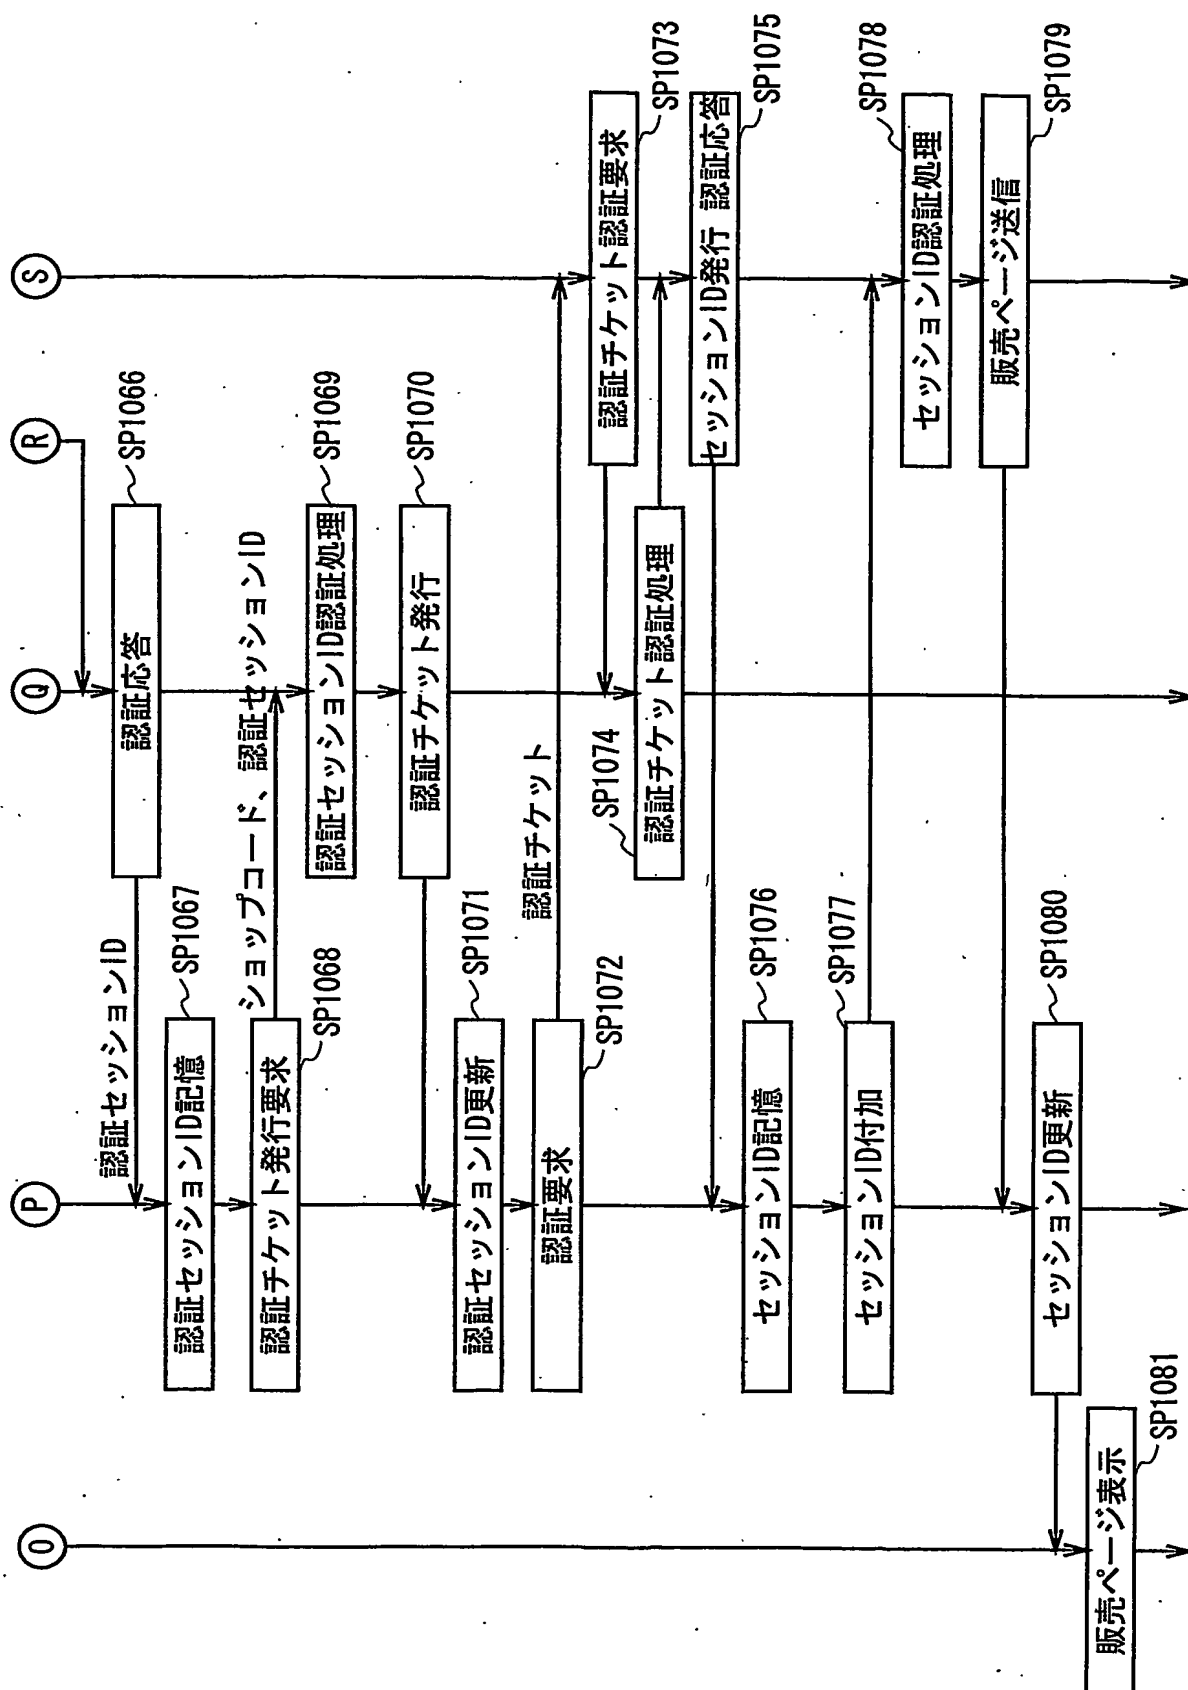 O
P
Q
R
S
認証応答
SP1066
認証セッションID
認証セッションID記憶
SP1067
認証チケット発行要求
SP1068
ショップコード、認証セッションID
認証セッションID認証処理
SP1069
認証チケット発行
SP1070
認証セッションID更新
SP1071
認証要求
SP1072
認証チケット
認証チケット認証要求
SP1073
認証チケット認証処理
SP1074
セッションID発行 認証応答
SP1075
セッションID記憶
SP1076
セッションID付加
SP1077
セッションID認証処理
SP1078
販売ページ送信
SP1079
セッションID更新
SP1080
販売ページ表示
SP1081